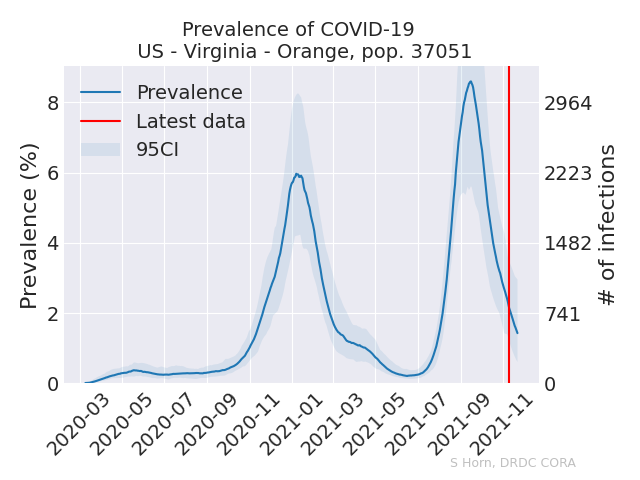 Prevalence of COVID-19
US - Virginia - Orange, pop. 37051
Prevalence
Latest data
95CI
Prevalence (%)
8
6
4
2
0
2964
2223
1482
741
0
# of infections
2020-03
2020-05
2020-07
2020-09
2020-11
2021-01
2021-03
2021-05
2021-07
2021-09
2021-11
S Horn, DRDC CORA